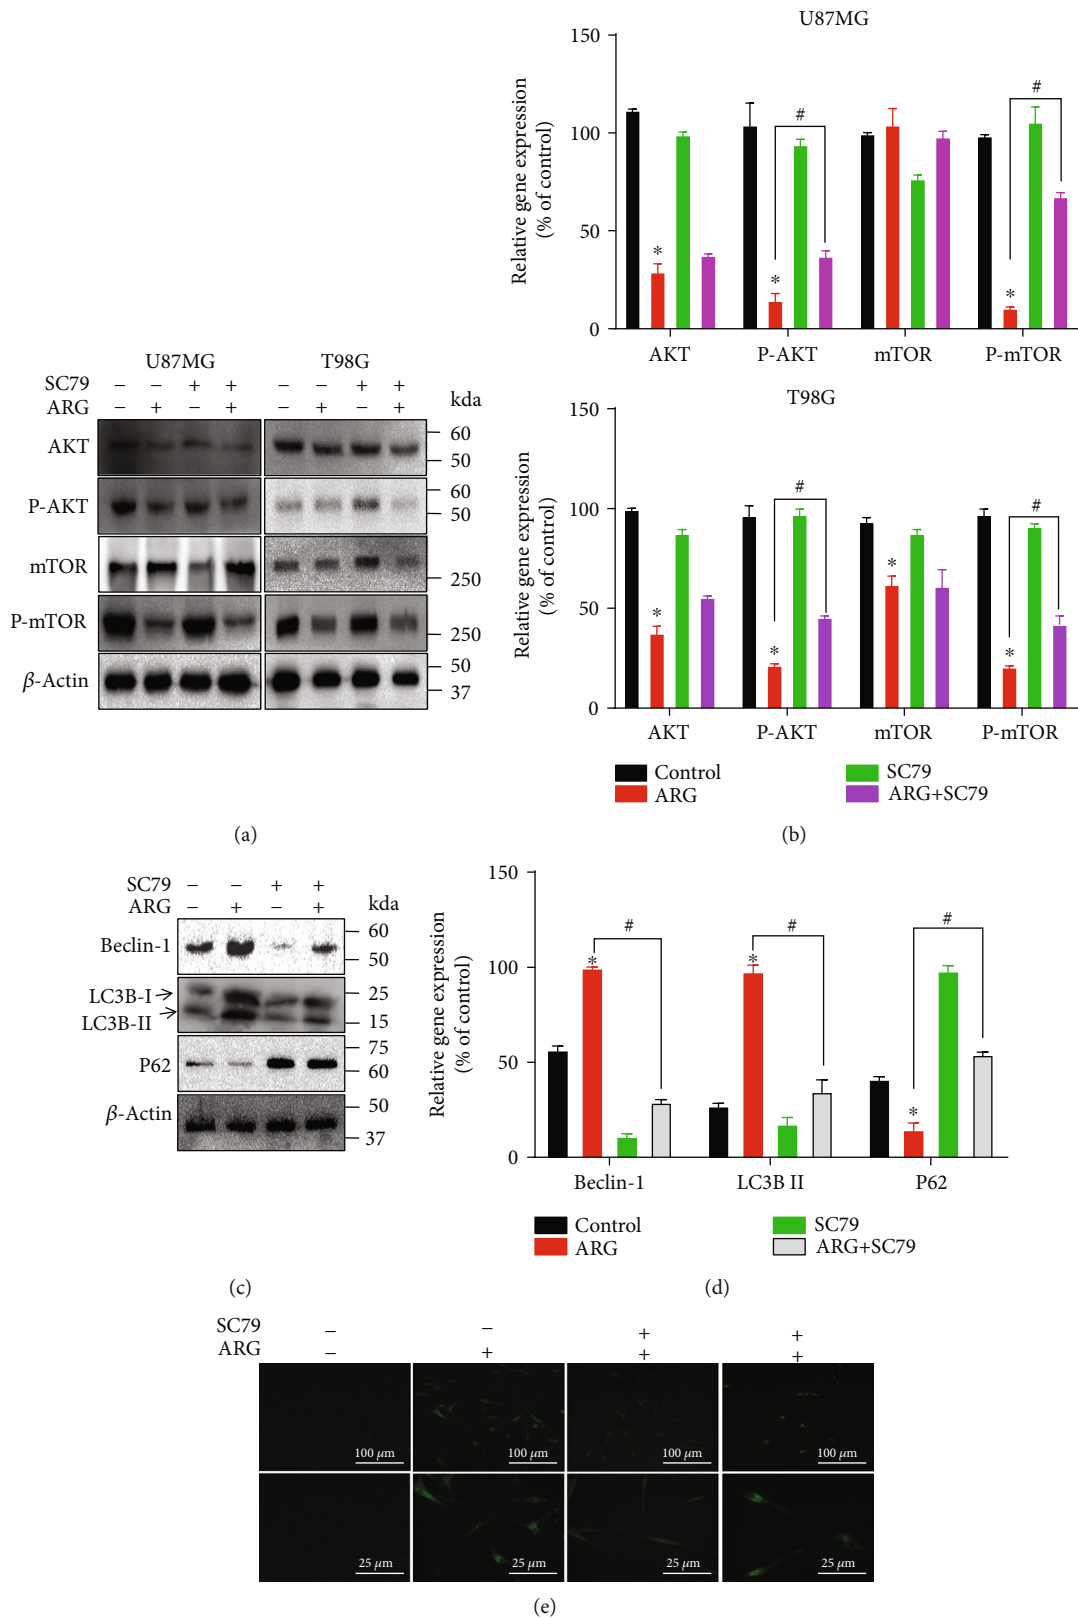 U87MG T98G
SC79 – – + + – – + +
ARG – + – + – + – + kda
AKT 60 50
P-AKT 60 50
mTOR 250
P-mTOR 250
β-Actin 50 37
(a)
U87MG
Relative gene expression
(% of control)
150
100
50
0
* * * # #
AKT P-AKT mTOR P-mTOR
T98G
Relative gene expression
(% of control)
150
100
50
0
* * * * # #
AKT P-AKT mTOR P-mTOR
Control SC79
ARG ARG+SC79
(b)
SC79 – – + +
ARG – + – + kda
Beclin-1 60 50
LC3B-I 25
LC3B-II 15
P62 75 60
β-Actin 50 37
(c)
Relative gene expression
(% of control)
150
100
50
0
* # * # * #
Beclin-1 LC3B II P62
Control SC79
ARG ARG+SC79
(d)
SC79 – – + +
ARG – + + +
100 μm 100 μm 100 μm 100 μm
25 μm 25 μm 25 μm 25 μm
(e)